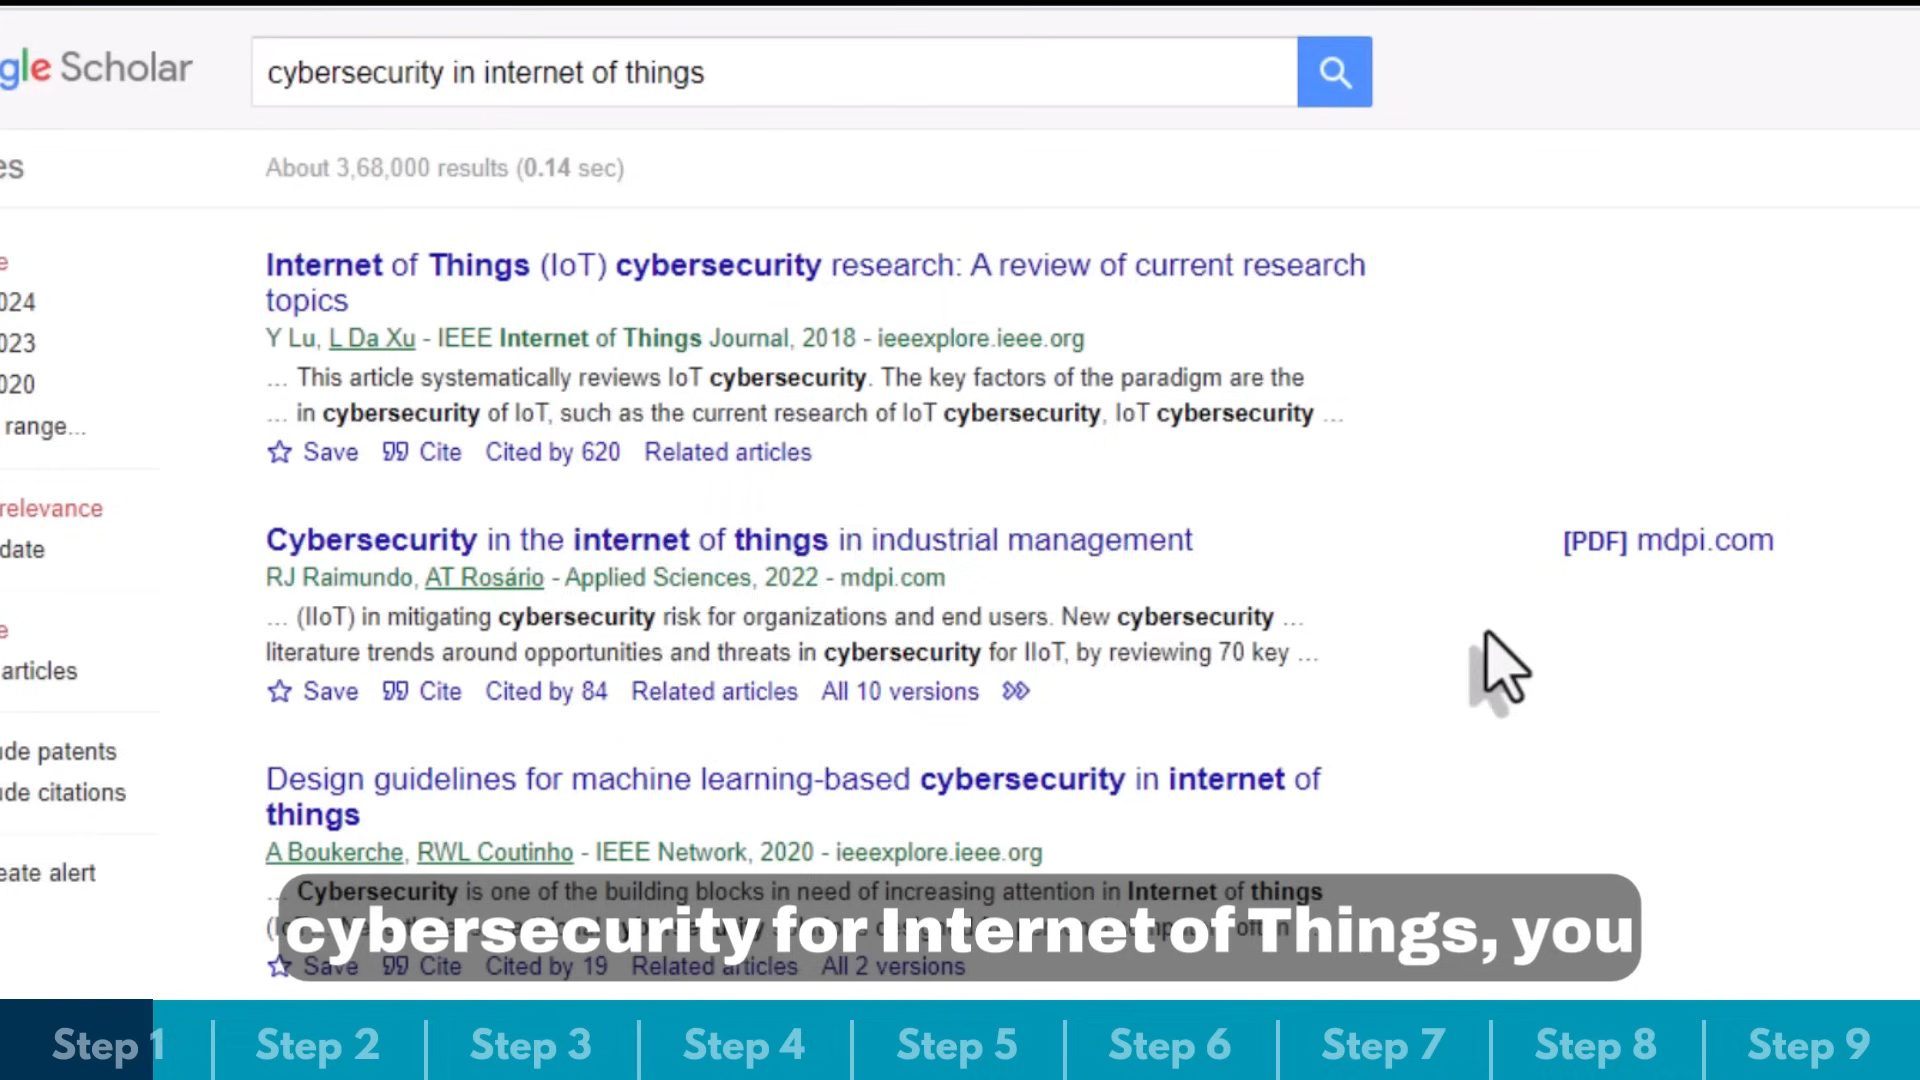 gle Scholar
cybersecurity in internet of things
es
About 3,68,000 results (0.14 sec)
e
024
023
020
range...
relevance
date
e
articles
ude patents
ude citations
eate alert
Internet of Things (IoT) cybersecurity research: A review of current research
topics
Y Lu, L Da Xu - IEEE Internet of Things Journal, 2018 - ieeexplore.ieee.org
... This article systematically reviews IoT cybersecurity. The key factors of the paradigm are the
... in cybersecurity of IoT, such as the current research of IoT cybersecurity, IoT cybersecurity ...
Save Cite Cited by 620 Related articles
Cybersecurity in the internet of things in industrial management
[PDF] mdpi.com
RJ Raimundo, AT Rosário - Applied Sciences, 2022 - mdpi.com
... (IIoT) in mitigating cybersecurity risk for organizations and end users. New cybersecurity ...
literature trends around opportunities and threats in cybersecurity for IIoT, by reviewing 70 key ...
Save Cite Cited by 84 Related articles All 10 versions
Design guidelines for machine learning-based cybersecurity in internet of
things
A Boukerche, RWL Coutinho - IEEE Network, 2020 - ieeexplore.ieee.org
... Cybersecurity is one of the building blocks in need of increasing attention in Internet of things
cybersecurity for Internet of Things, you
Save Cite Cited by 19 Related articles All 2 versions
Step 1 Step 2 Step 3 Step 4 Step 5 Step 6 Step 7 Step 8 Step 9